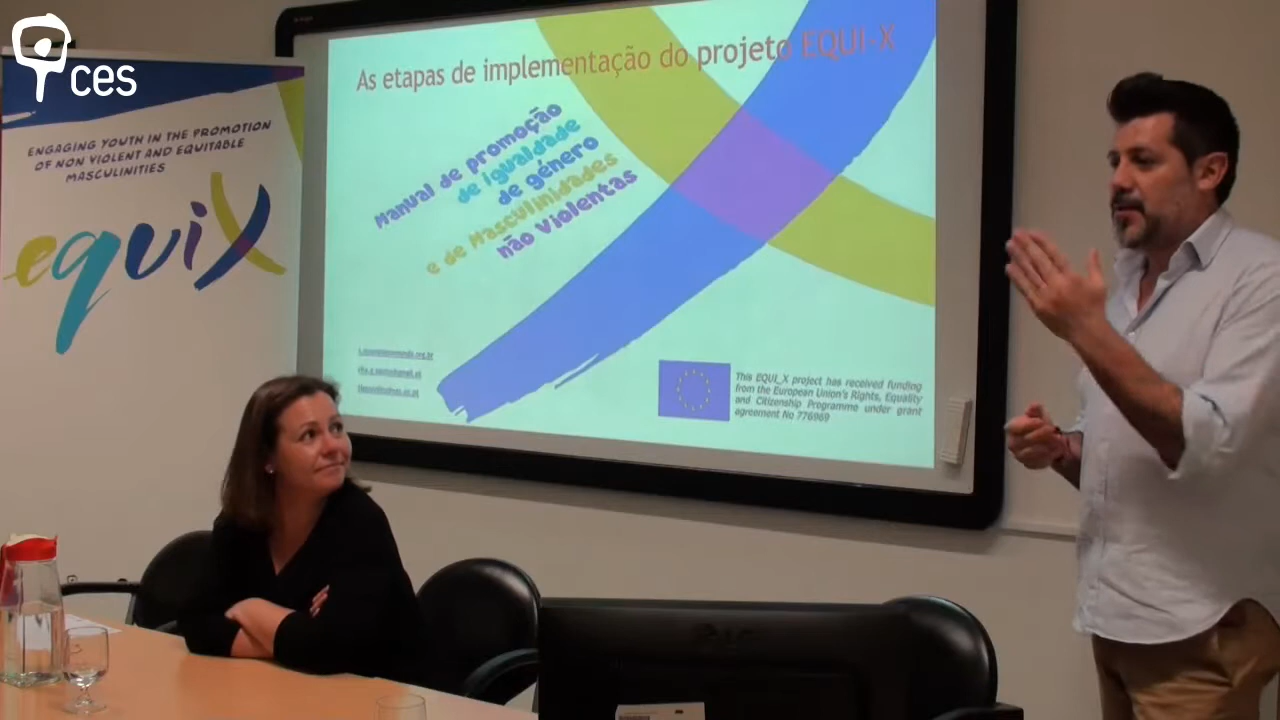 ces
ENGAGING YOUTH IN THE PROMOTION
OF NON VIOLENT AND EQUITABLE
MASCULINITIES
equiX
As etapas de implementação do projeto EQUI-X
Manual de promoção
de igualdade
de género
e de Masculinidades
não violentas
This EQUI_X project has received funding
from the European Union's Rights, Equality
and Citizenship Programme under grant
agreement No 776969